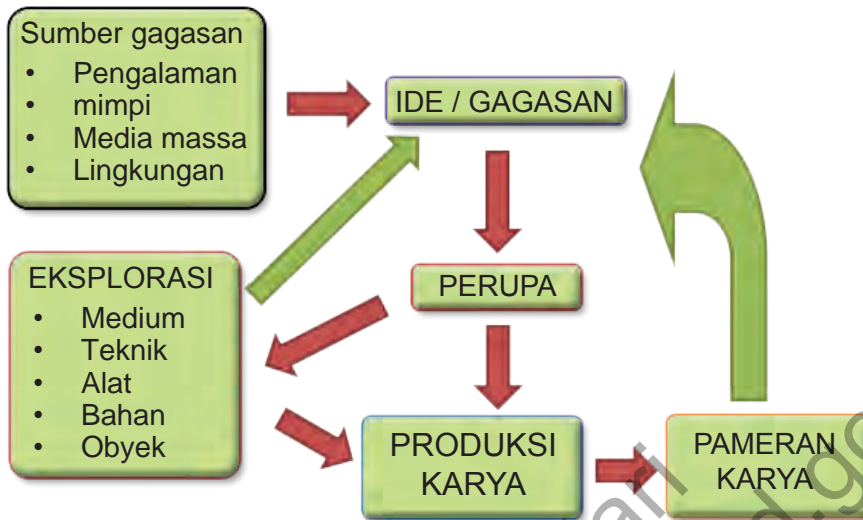 Sumber gagasan
• Pengalaman
• mimpi
• Media massa
• Lingkungan
IDE / GAGASAN
EKSPLORASI
• Medium
• Teknik
• Alat
• Bahan
• Obyek
PERUPA
PRODUKSI
KARYA
PAMERAN
KARYA